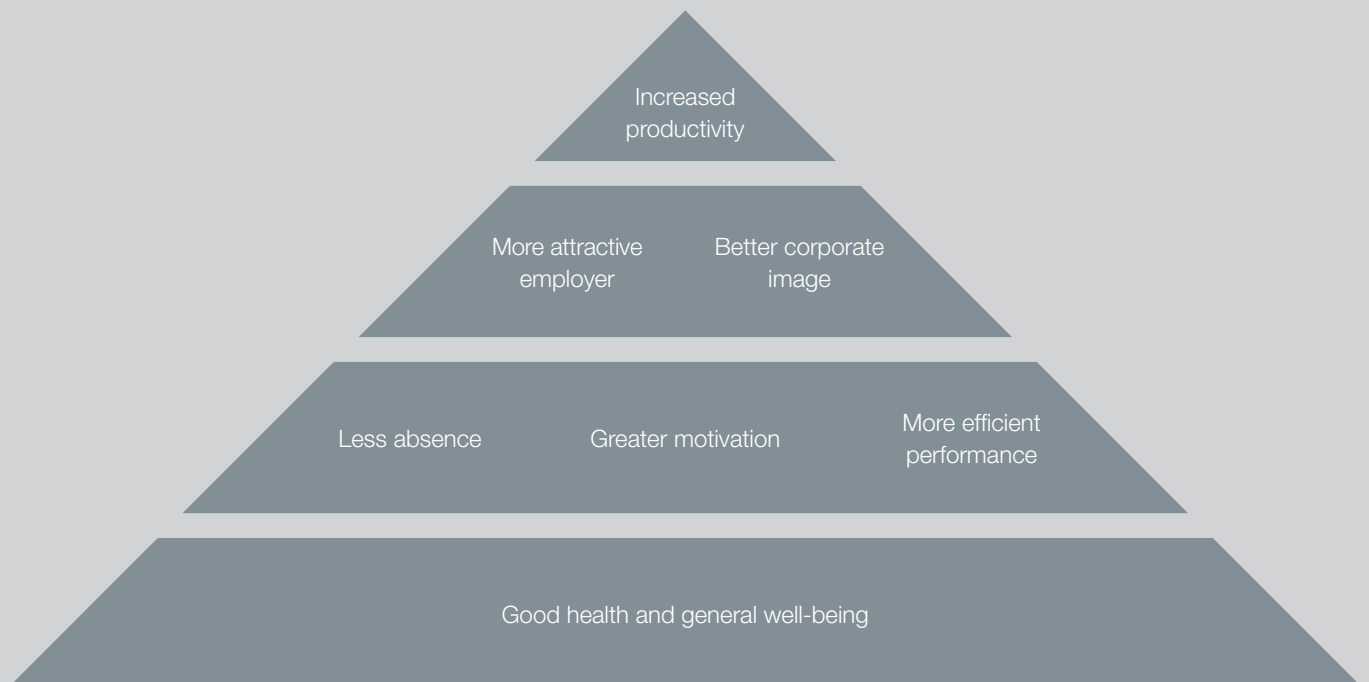 Increased
productivity
More attractive
employer
Better corporate
image
Less absence
Greater motivation
More efficient
performance
Good health and general well-being